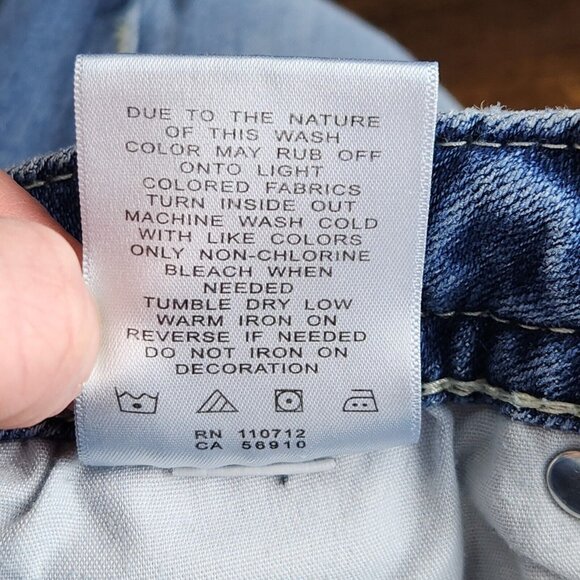 DUE TO THE NATURE
OF THIS WASH
COLOR MAY RUB OFF
ONTO LIGHT
COLORED FABRICS
TURN INSIDE OUT
MACHINE WASH COLD
WITH LIKE COLORS
ONLY NON-CHLORINE
BLEACH WHEN
NEEDED
TUMBLE DRY LOW
WARM IRON ON
REVERSE IF NEEDED
DO NOT IRON ON
DECORATION
RN 110712
CA 56910